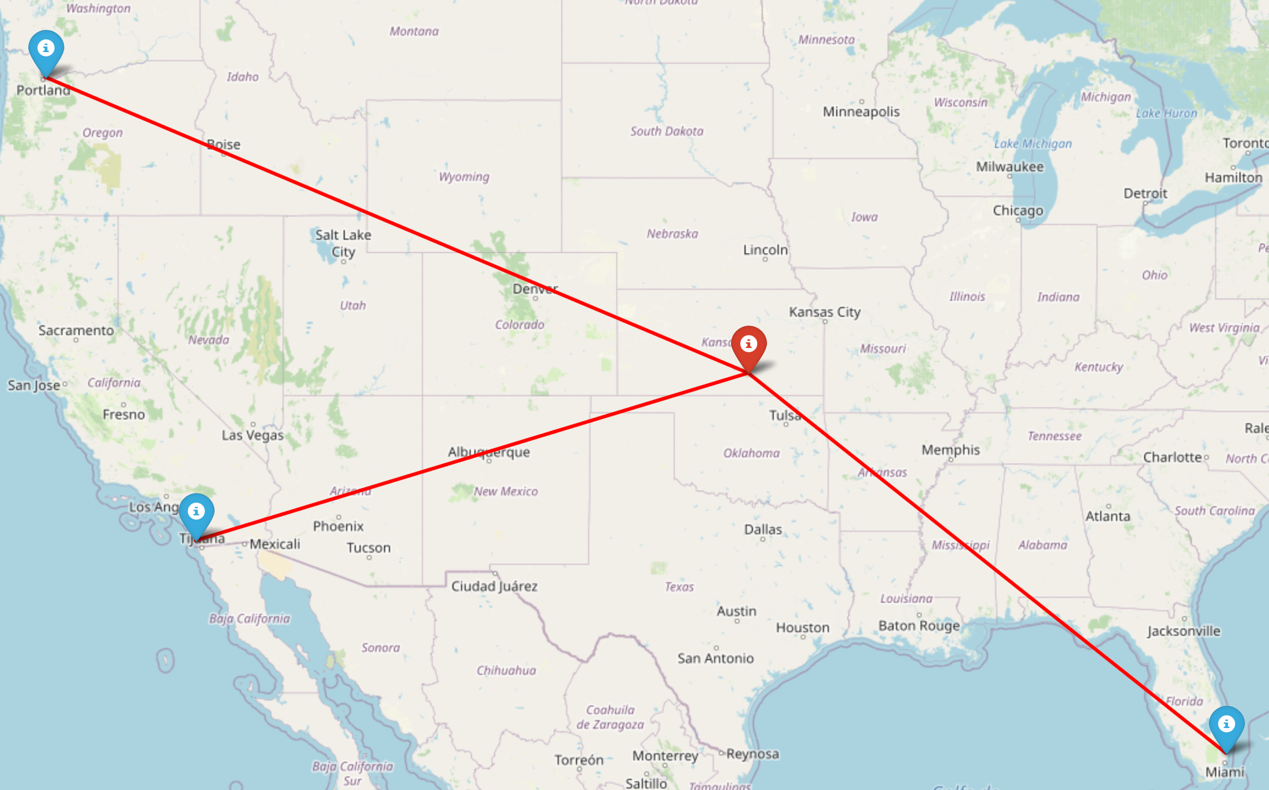 Washington
North Dakota
Montana
Minnesota
Portland
Idaho
Minneapolis
Wisconsin
Michigan
Lake Huron
Oregon
Boise
South Dakota
Lake Michigan
Toronto
Wyoming
Milwaukee
Hamilton
Detroit
Chicago
Iowa
Salt Lake
City
Nebraska
Lincoln
Ohio
Denver
Utah
Illinois
Indiana
Kansas City
Sacramento
Colorado
West Virginia
Nevada
Kansas
Missouri
Kentucky
San Jose
California
Fresno
Tulsa
Las Vegas
Tennessee
Albuquerque
Oklahoma
Memphis
Charlotte
Arkansas
Arizona
New Mexico
Los Ang
Atlanta
South Carolina
Phoenix
Dallas
Tijuana
Mexicali
Tucson
Mississippi
Alabama
Ciudad Juárez
Texas
Louisiana
Austin
Baja California
Houston
Baton Rouge
Jacksonville
Sonora
San Antonio
Chihuahua
Florida
Coahuila
de Zaragoza
Torreón
Monterrey
Reynosa
Baja California
Sur
Miami
Saltillo
Tamaulipas